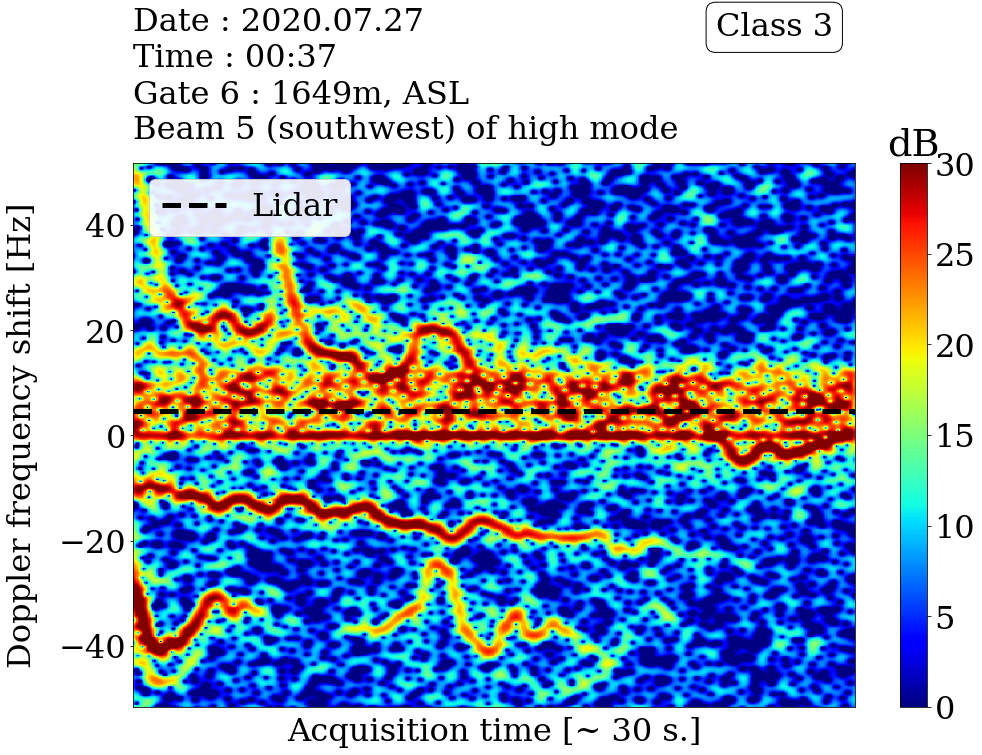 Date : 2020.07.27
Time : 00:37
Gate 6 : 1649m, ASL
Beam 5 (southwest) of high mode
Class 3
dB
Lidar
Doppler frequency shift [Hz]
40
20
0
−20
−40
Acquisition time [~ 30 s.]
30
25
20
15
10
5
0